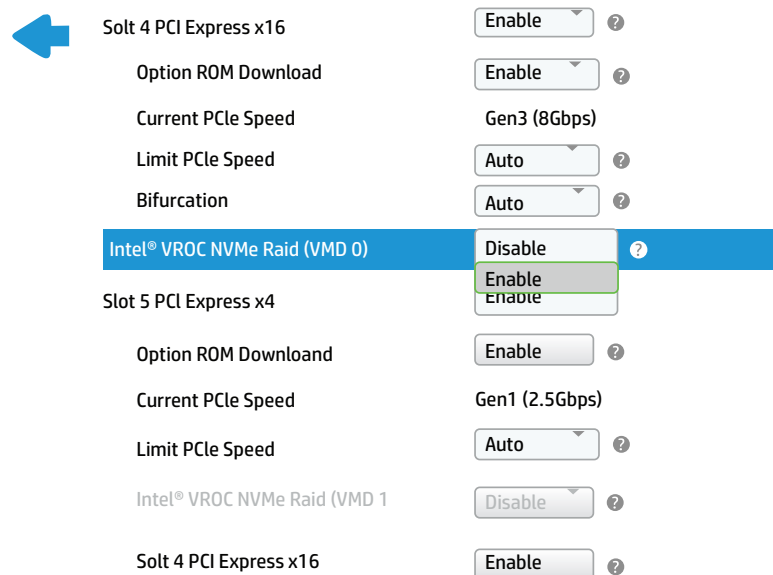 Solt 4 PCI Express x16 Enable ?
Option ROM Download Enable ?
Current PCle Speed Gen3 (8Gbps)
Limit PCle Speed Auto ?
Bifurcation Auto ?
Intel® VROC NVMe Raid (VMD 0) Disable ?
Enable
Enable
Slot 5 PCl Express x4
Option ROM Downloand Enable ?
Current PCle Speed Gen1 (2.5Gbps)
Limit PCle Speed Auto ?
Intel® VROC NVMe Raid (VMD 1 Disable ?
Solt 4 PCI Express x16 Enable ?